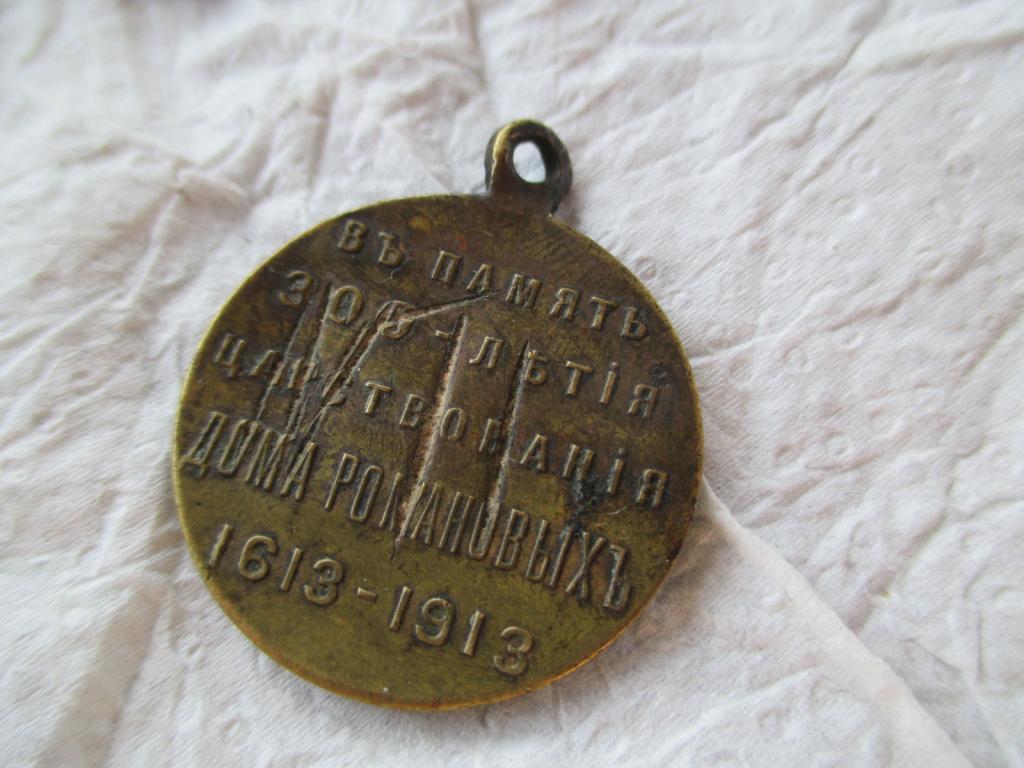 ВЪ ПАМЯТЬ
300-ЛѢТІЯ
ЦАРСТВОВАНІЯ
ДОМА РОМАНОВЫХЪ
1613-1913